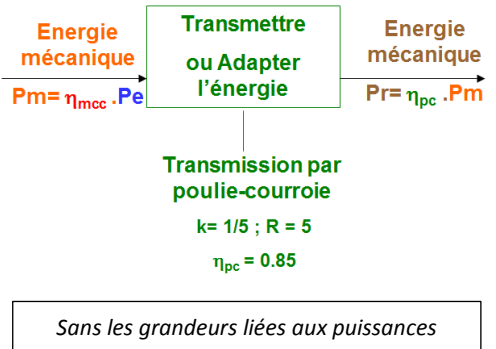 Energie
mécanique
Pm= ηmcc .Pe
Transmettre
ou Adapter
l'énergie
Energie
mécanique
Pr= ηpc .Pm
Transmission par
poulie-courroie
k= 1/5 ; R = 5
ηpc = 0.85
Sans les grandeurs liées aux puissances